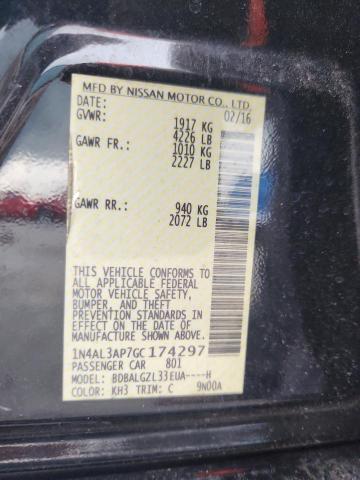 MFD BY NISSAN MOTOR CO., LTD
DATE: 02/16
GVWR: 1917 KG
4226 LB
GAWR FR.: 1010 KG
2227 LB
GAWR RR.: 940 KG
2072 LB
THIS VEHICLE CONFORMS TO
ALL APPLICABLE FEDERAL
MOTOR VEHICLE SAFETY,
BUMPER, AND THEFT
PREVENTION STANDARDS
IN EFFECT ON THE DATE OF
MANUFACTURE SHOWN ABOVE.
1N4AL3AP7GC174297
PASSENGER CAR 801
MODEL: BDBALGZL33EUA----H
COLOR: KH3 TRIM: C 9N00A